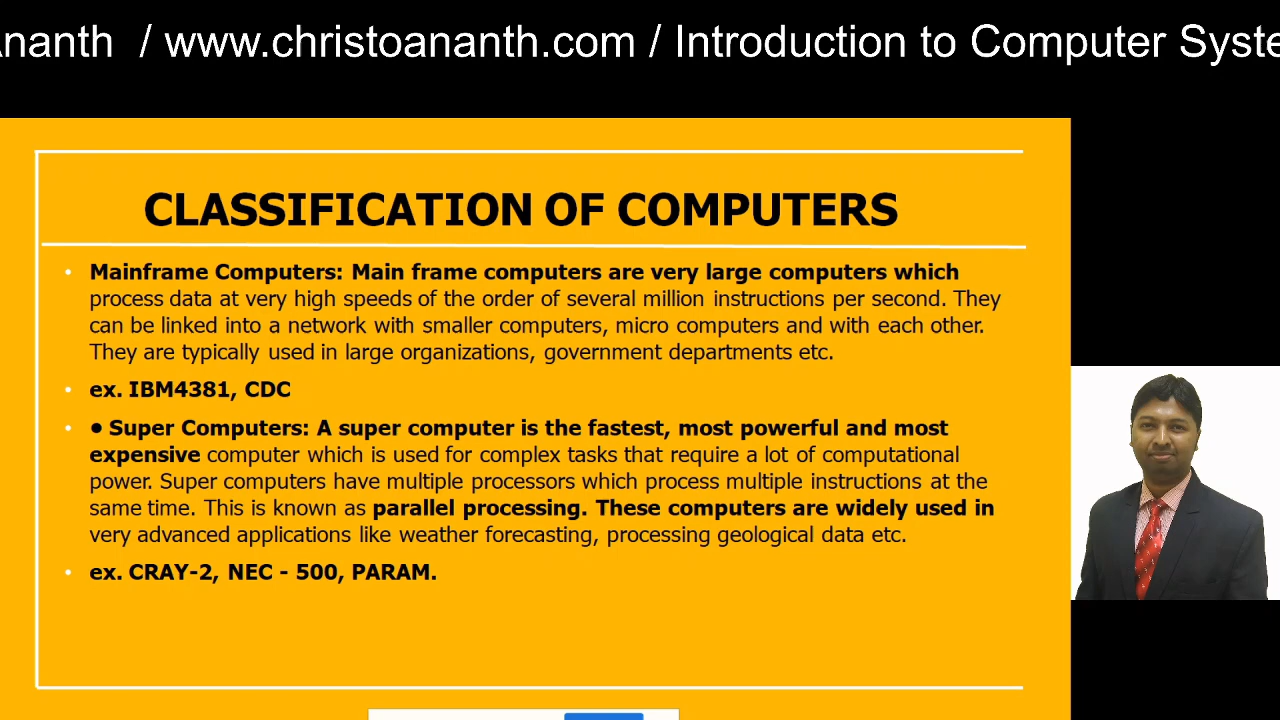 nanth / www.christoananth.com / Introduction to Computer Syste
CLASSIFICATION OF COMPUTERS
• Mainframe Computers: Main frame computers are very large computers which
process data at very high speeds of the order of several million instructions per second. They
can be linked into a network with smaller computers, micro computers and with each other.
They are typically used in large organizations, government departments etc.
• ex. IBM4381, CDC
• ● Super Computers: A super computer is the fastest, most powerful and most
expensive computer which is used for complex tasks that require a lot of computational
power. Super computers have multiple processors which process multiple instructions at the
same time. This is known as parallel processing. These computers are widely used in
very advanced applications like weather forecasting, processing geological data etc.
• ex. CRAY-2, NEC - 500, PARAM.